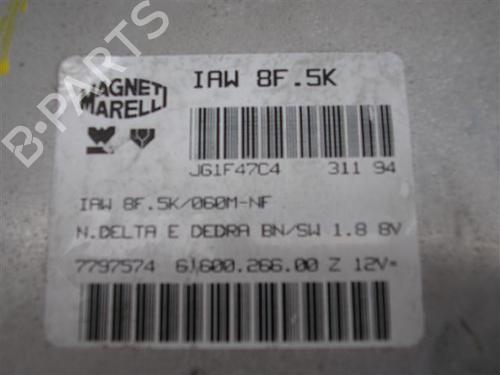 MAGNETI MARELLI
IAW 8F.5K
JG1F47C4 311 94
IAW 8F.5K/060M-NF
N.DELTA E DEDRA BN/SW 1.8 8V
7797574 61600.266.00 Z 12V=
B-PARTS